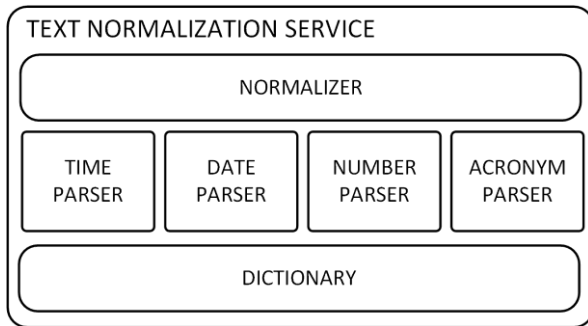 TEXT NORMALIZATION SERVICE
NORMALIZER
TIME
PARSER
DATE
PARSER
NUMBER
PARSER
ACRONYM
PARSER
DICTIONARY